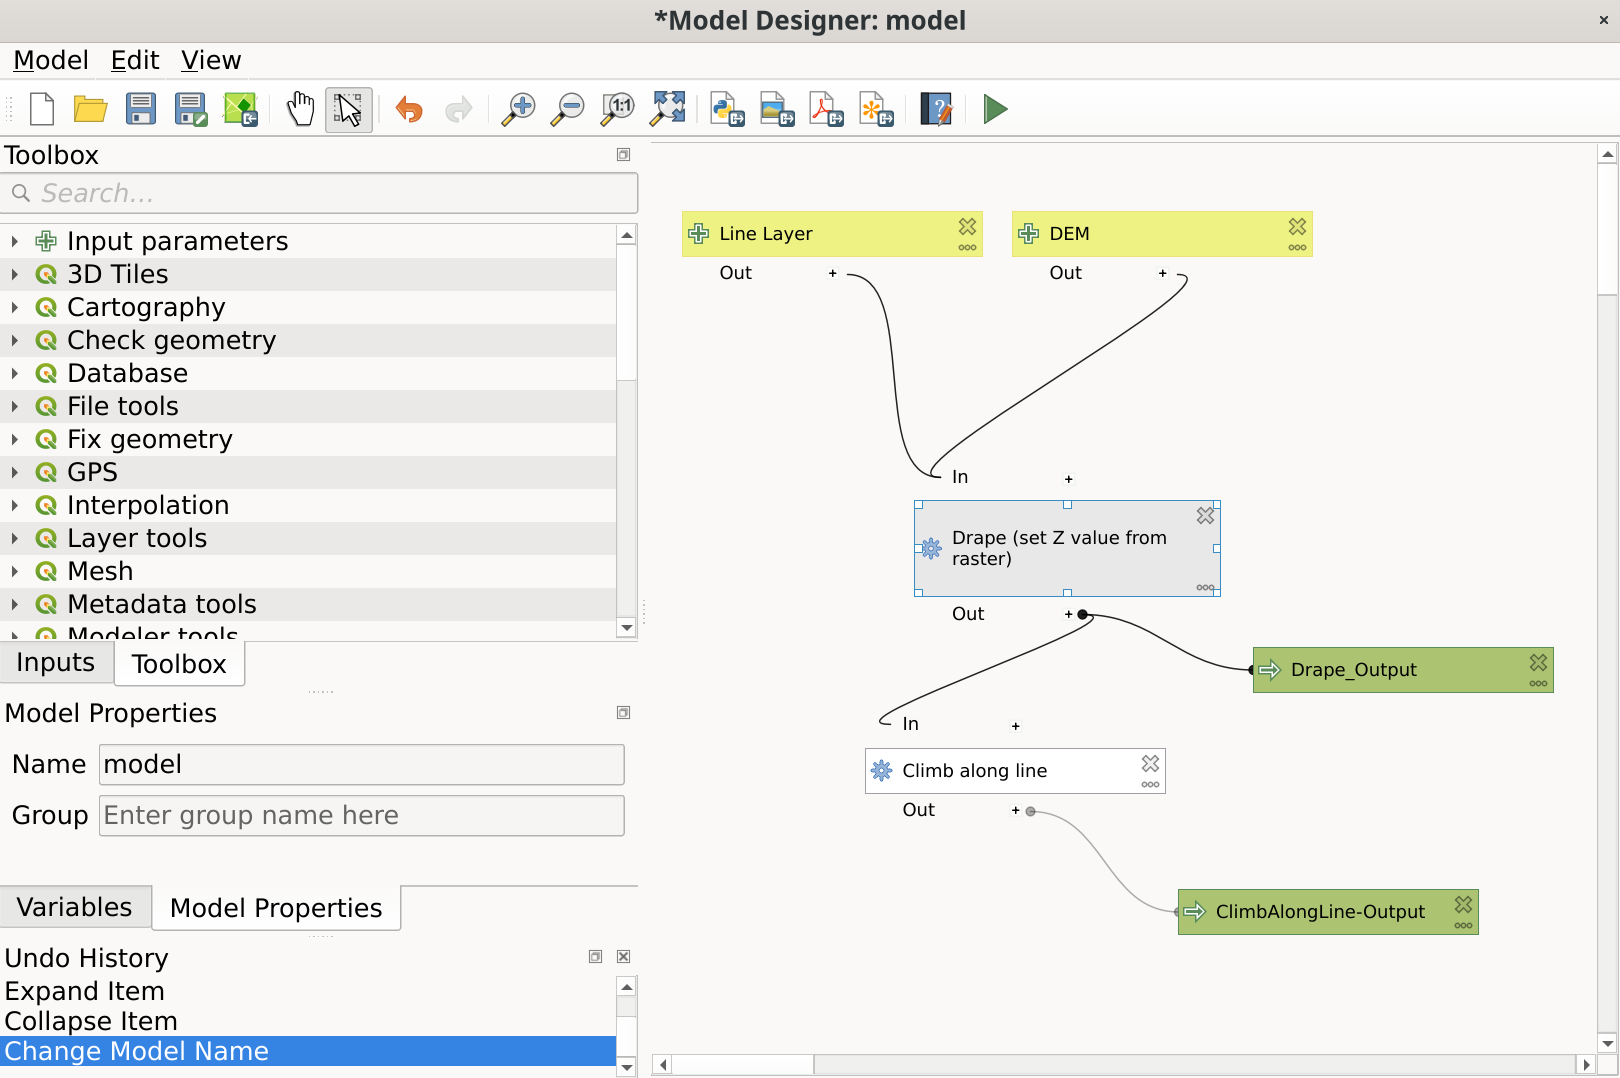 *Model Designer: model
Model Edit View
1:1
Toolbox
Search...
Input parameters
3D Tiles
Cartography
Check geometry
Database
File tools
Fix geometry
GPS
Interpolation
Layer tools
Mesh
Metadata tools
Modeler tools
Inputs Toolbox
Model Properties
Name model
Group Enter group name here
Variables Model Properties
Undo History
Expand Item
Collapse Item
Change Model Name
Line Layer
Out +
DEM
Out +
In +
Drape (set Z value from
raster)
Out +
Drape_Output
In +
Climb along line
Out +
ClimbAlongLine-Output